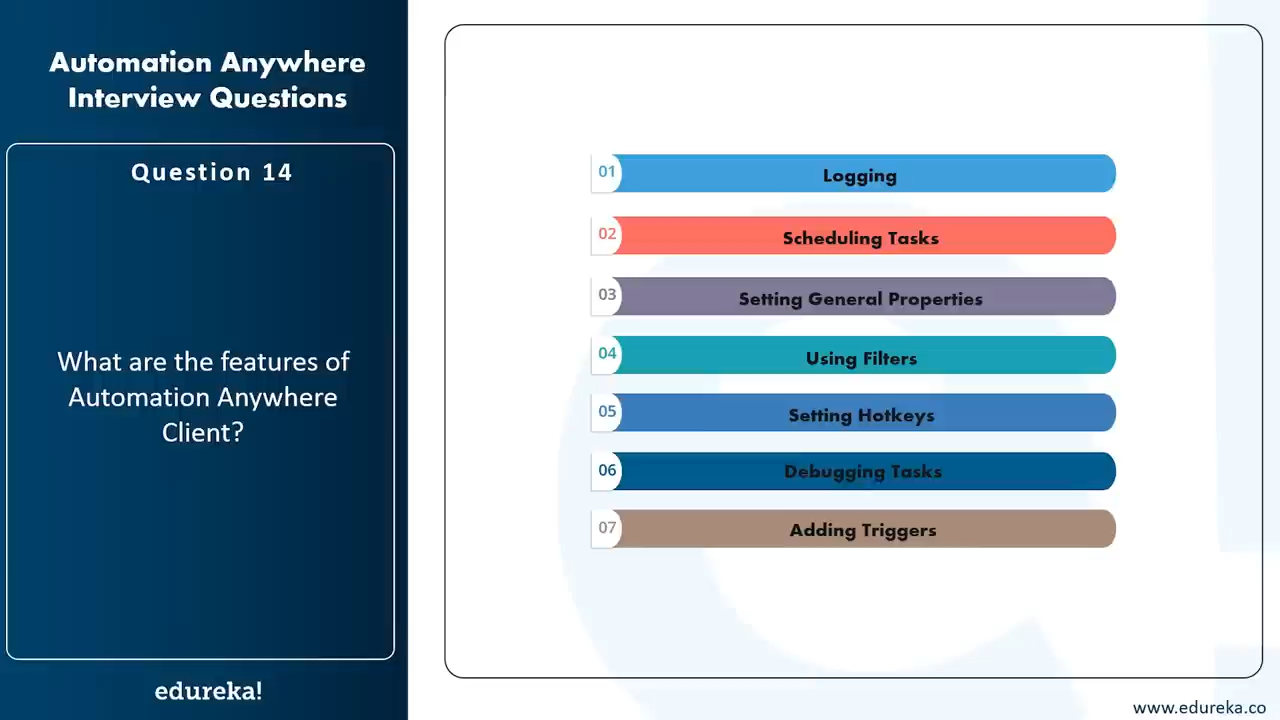 Automation Anywhere
Interview Questions
Question 14
What are the features of
Automation Anywhere
Client?
edureka!
01 Logging
02 Scheduling Tasks
03 Setting General Properties
04 Using Filters
05 Setting Hotkeys
06 Debugging Tasks
07 Adding Triggers
www.edureka.co